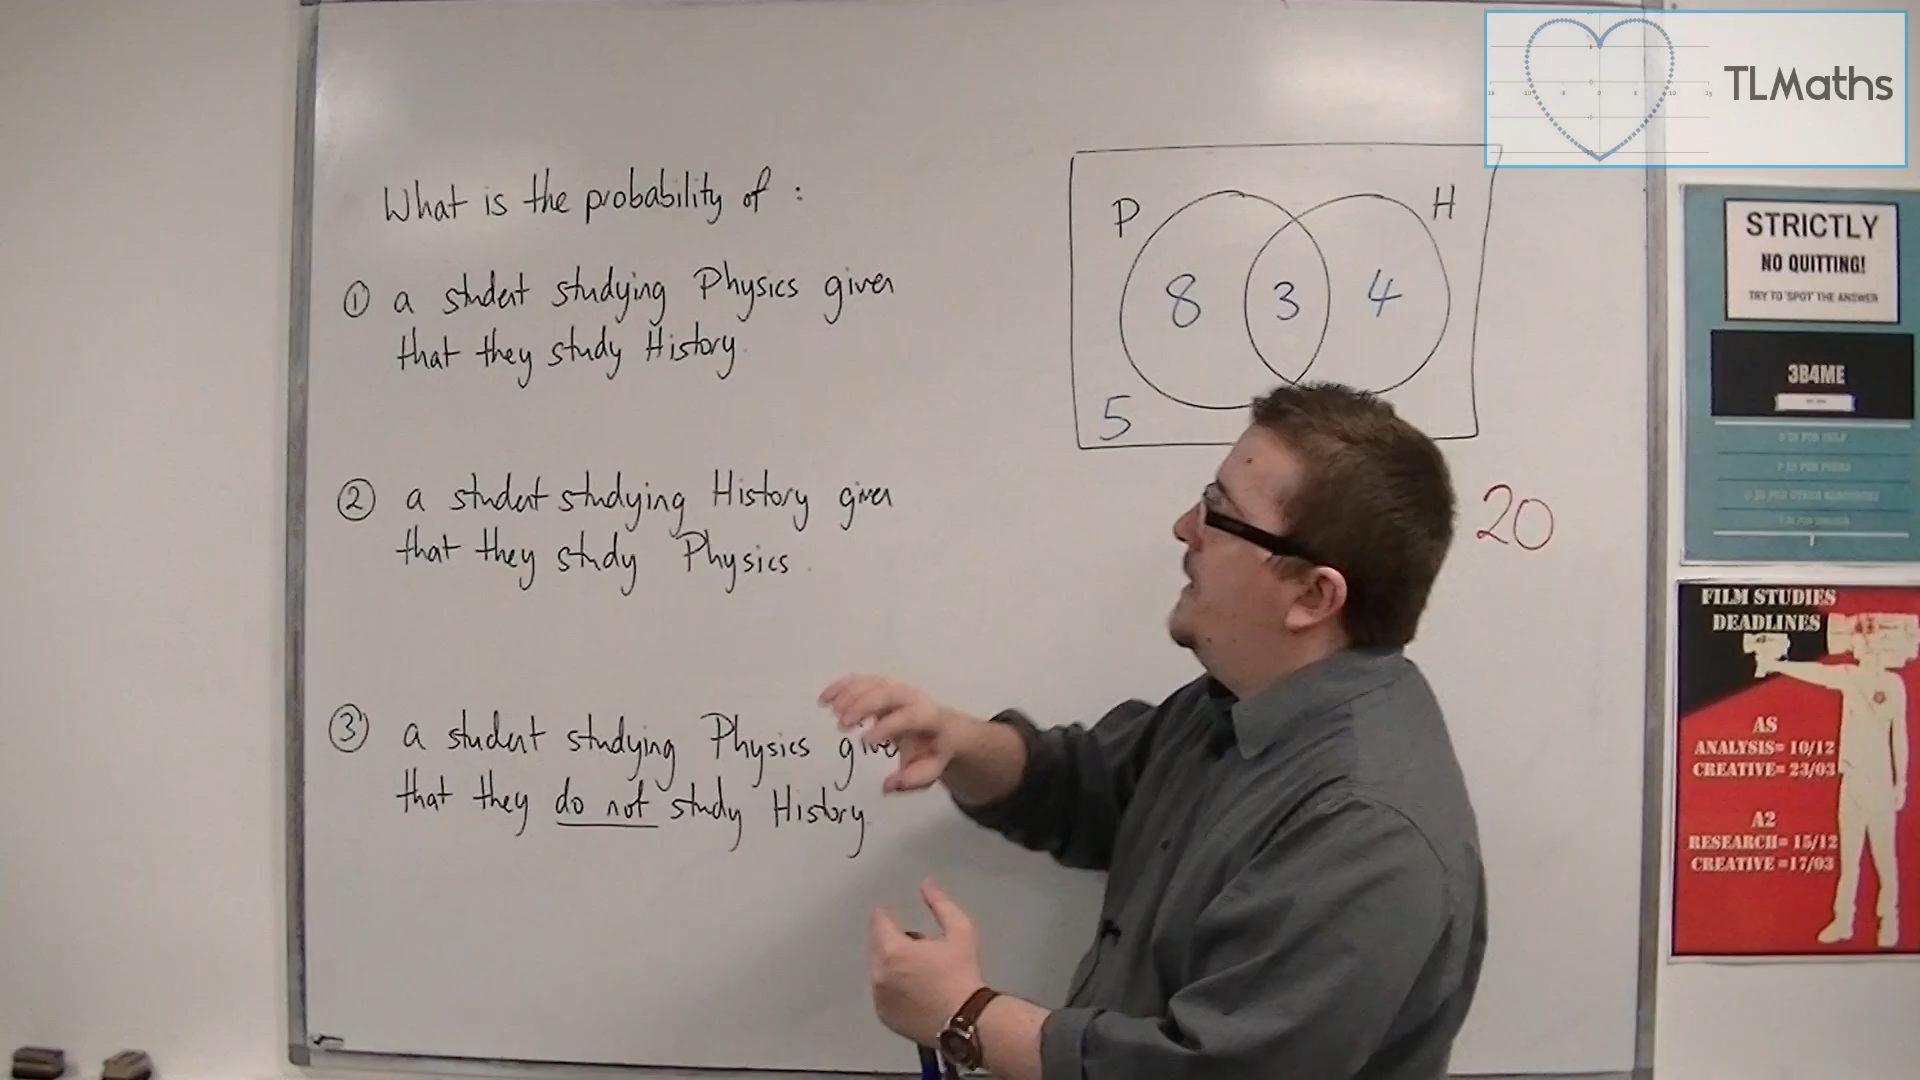 TLMaths
What is the probability of :
① a student studying Physics given
that they study History.
② a student studying History given
that they study Physics.
③ a student studying Physics
that they do not study History.
P
H
8
3
4
5
20
STRICTLY
NO QUITTING!
TRY TO 'SPOT' THE ANSWER
3B4ME
FILM STUDIES
DEADLINES
AS
ANALYSIS= 10/12
CREATIVE= 23/03
A2
RESEARCH= 15/12
CREATIVE =17/03